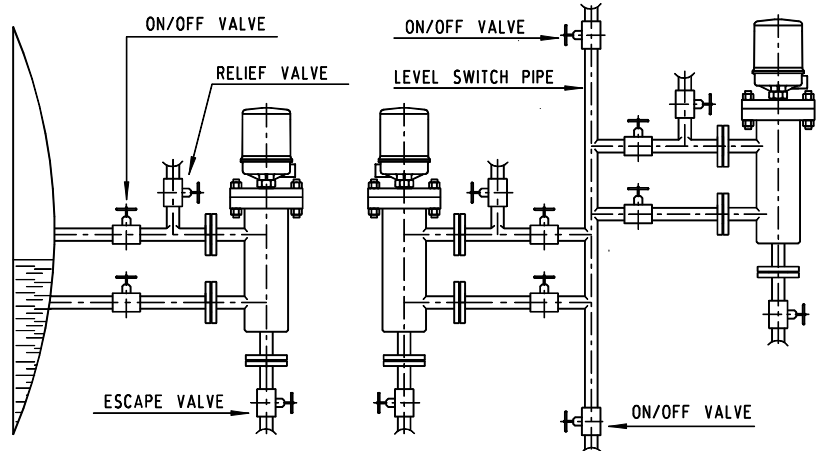 ON/OFF VALVE
ON/OFF VALVE
RELIEF VALVE
LEVEL SWITCH PIPE
ESCAPE VALVE
ON/OFF VALVE